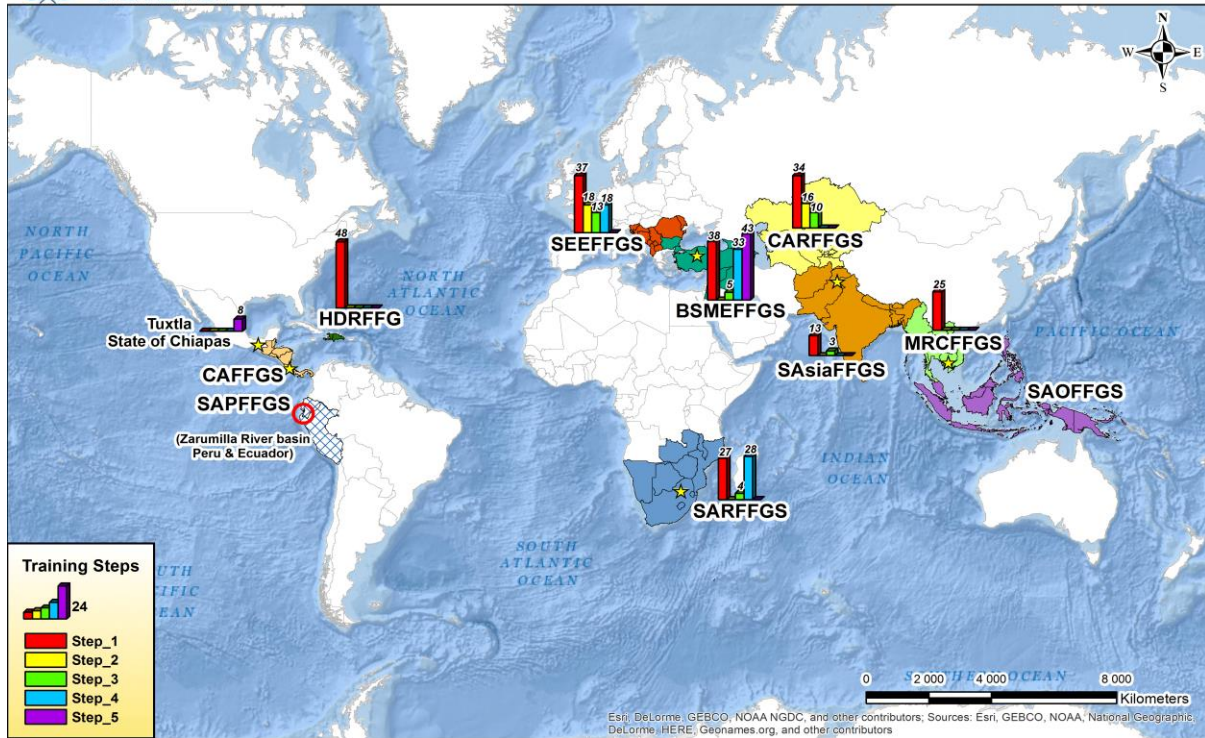 N
W E
S
NORTH
PACIFIC
OCEAN
NORTH
ATLANTIC
OCEAN
PACIFIC
OCEAN
INDIAN
OCEAN
SOUTH
ATLANTIC
OCEAN
SOUTHERN OCEAN
48
HDRFFG
8
Tuxtla
State of Chiapas
CAFFGS
SAPFFGS
(Zarumilla River basin
Peru & Ecuador)
37
18
13
18
SEEFFGS
38
5
33
43
BSMEFFGS
34
16
10
CARFFGS
13
3
SAsiaFFGS
25
MRCFFGS
SAOFFGS
27
4
28
SARFFGS
Training Steps
24
Step_1
Step_2
Step_3
Step_4
Step_5
0 2 000 4 000 8 000
Kilometers
Esri, DeLorme, GEBCO, NOAA NGDC, and other contributors; Sources: Esri, GEBCO, NOAA, National Geographic,
DeLorme, HERE, Geonames.org, and other contributors